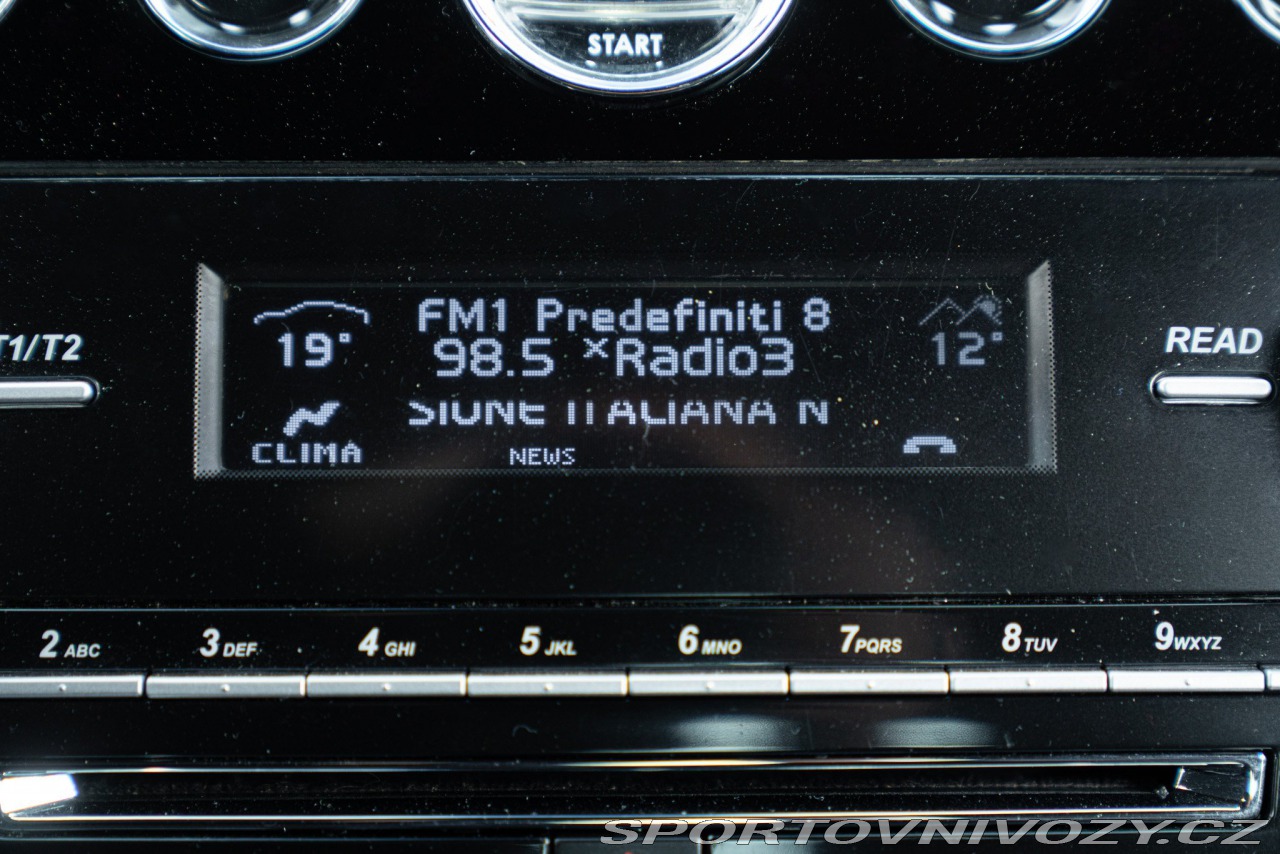 START
T1/T2
READ
FM1 Predefiniti 8
19°
98.5 ×Radio3
12°
SIONE ITALIANA N
CLIMA
NEWS
2 ABC
3 DEF
4 GHI
5 JKL
6 MNO
7 PQRS
8 TUV
9 WXYZ
SPORTOVNIVOZY.CZ